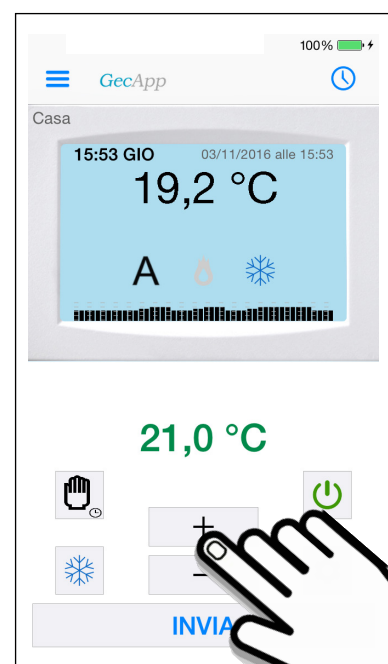 100%
GecApp
Casa
15:53 GIO 03/11/2016 alle 15:53
19,2 °C
A
21,0 °C
+
−
INVIA